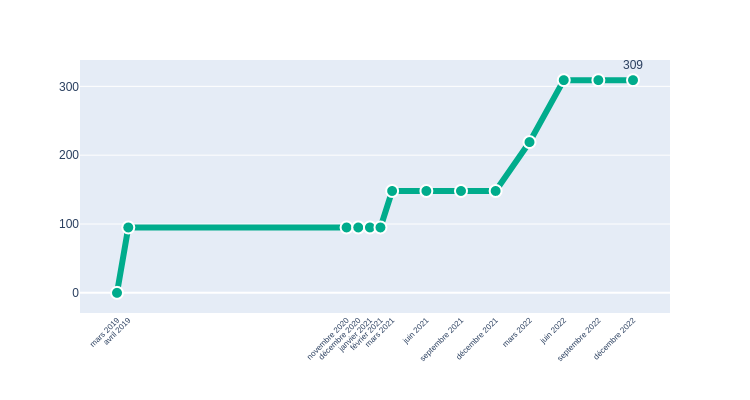 309
300
200
100
0
mars 2019
avril 2019
novembre 2020
décembre 2020
janvier 2021
février 2021
mars 2021
juin 2021
septembre 2021
décembre 2021
mars 2022
juin 2022
septembre 2022
décembre 2022